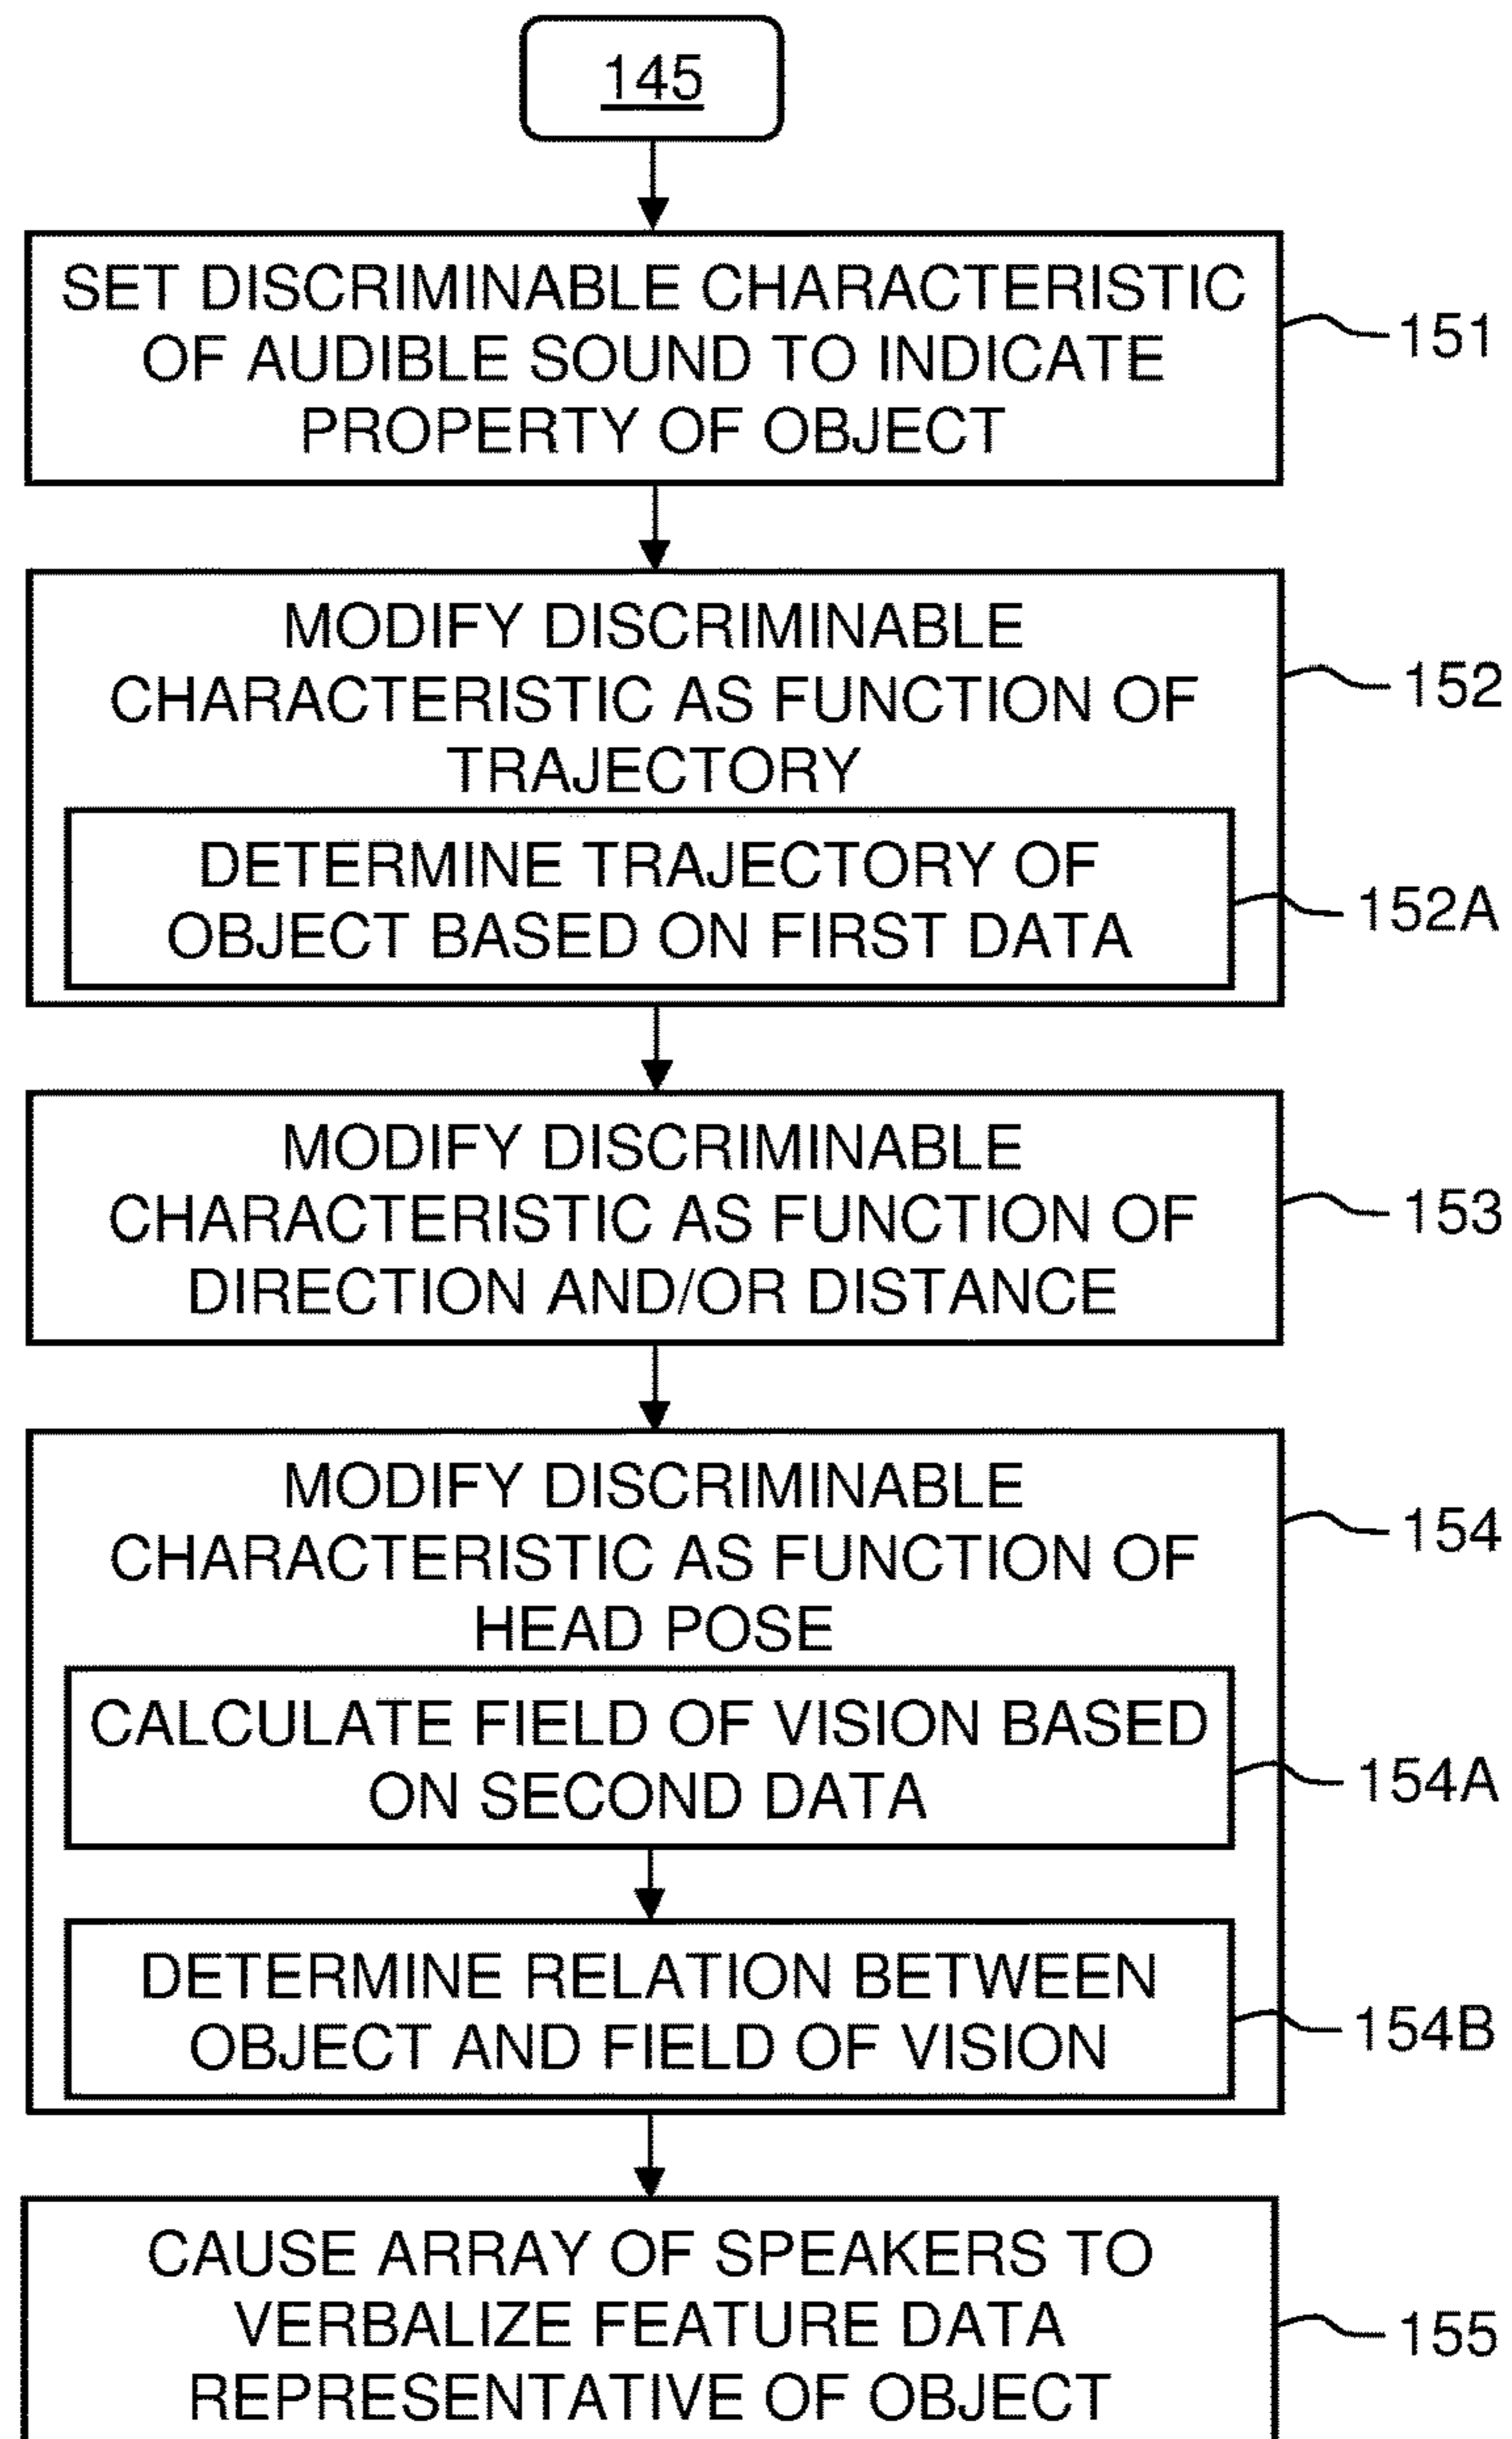 145
SET DISCRIMINABLE CHARACTERISTIC
OF AUDIBLE SOUND TO INDICATE
PROPERTY OF OBJECT
151
MODIFY DISCRIMINABLE
CHARACTERISTIC AS FUNCTION OF
TRAJECTORY
152
DETERMINE TRAJECTORY OF
OBJECT BASED ON FIRST DATA
152A
MODIFY DISCRIMINABLE
CHARACTERISTIC AS FUNCTION OF
DIRECTION AND/OR DISTANCE
153
MODIFY DISCRIMINABLE
CHARACTERISTIC AS FUNCTION OF
HEAD POSE
154
CALCULATE FIELD OF VISION BASED
ON SECOND DATA
154A
DETERMINE RELATION BETWEEN
OBJECT AND FIELD OF VISION
154B
CAUSE ARRAY OF SPEAKERS TO
VERBALIZE FEATURE DATA
REPRESENTATIVE OF OBJECT
155